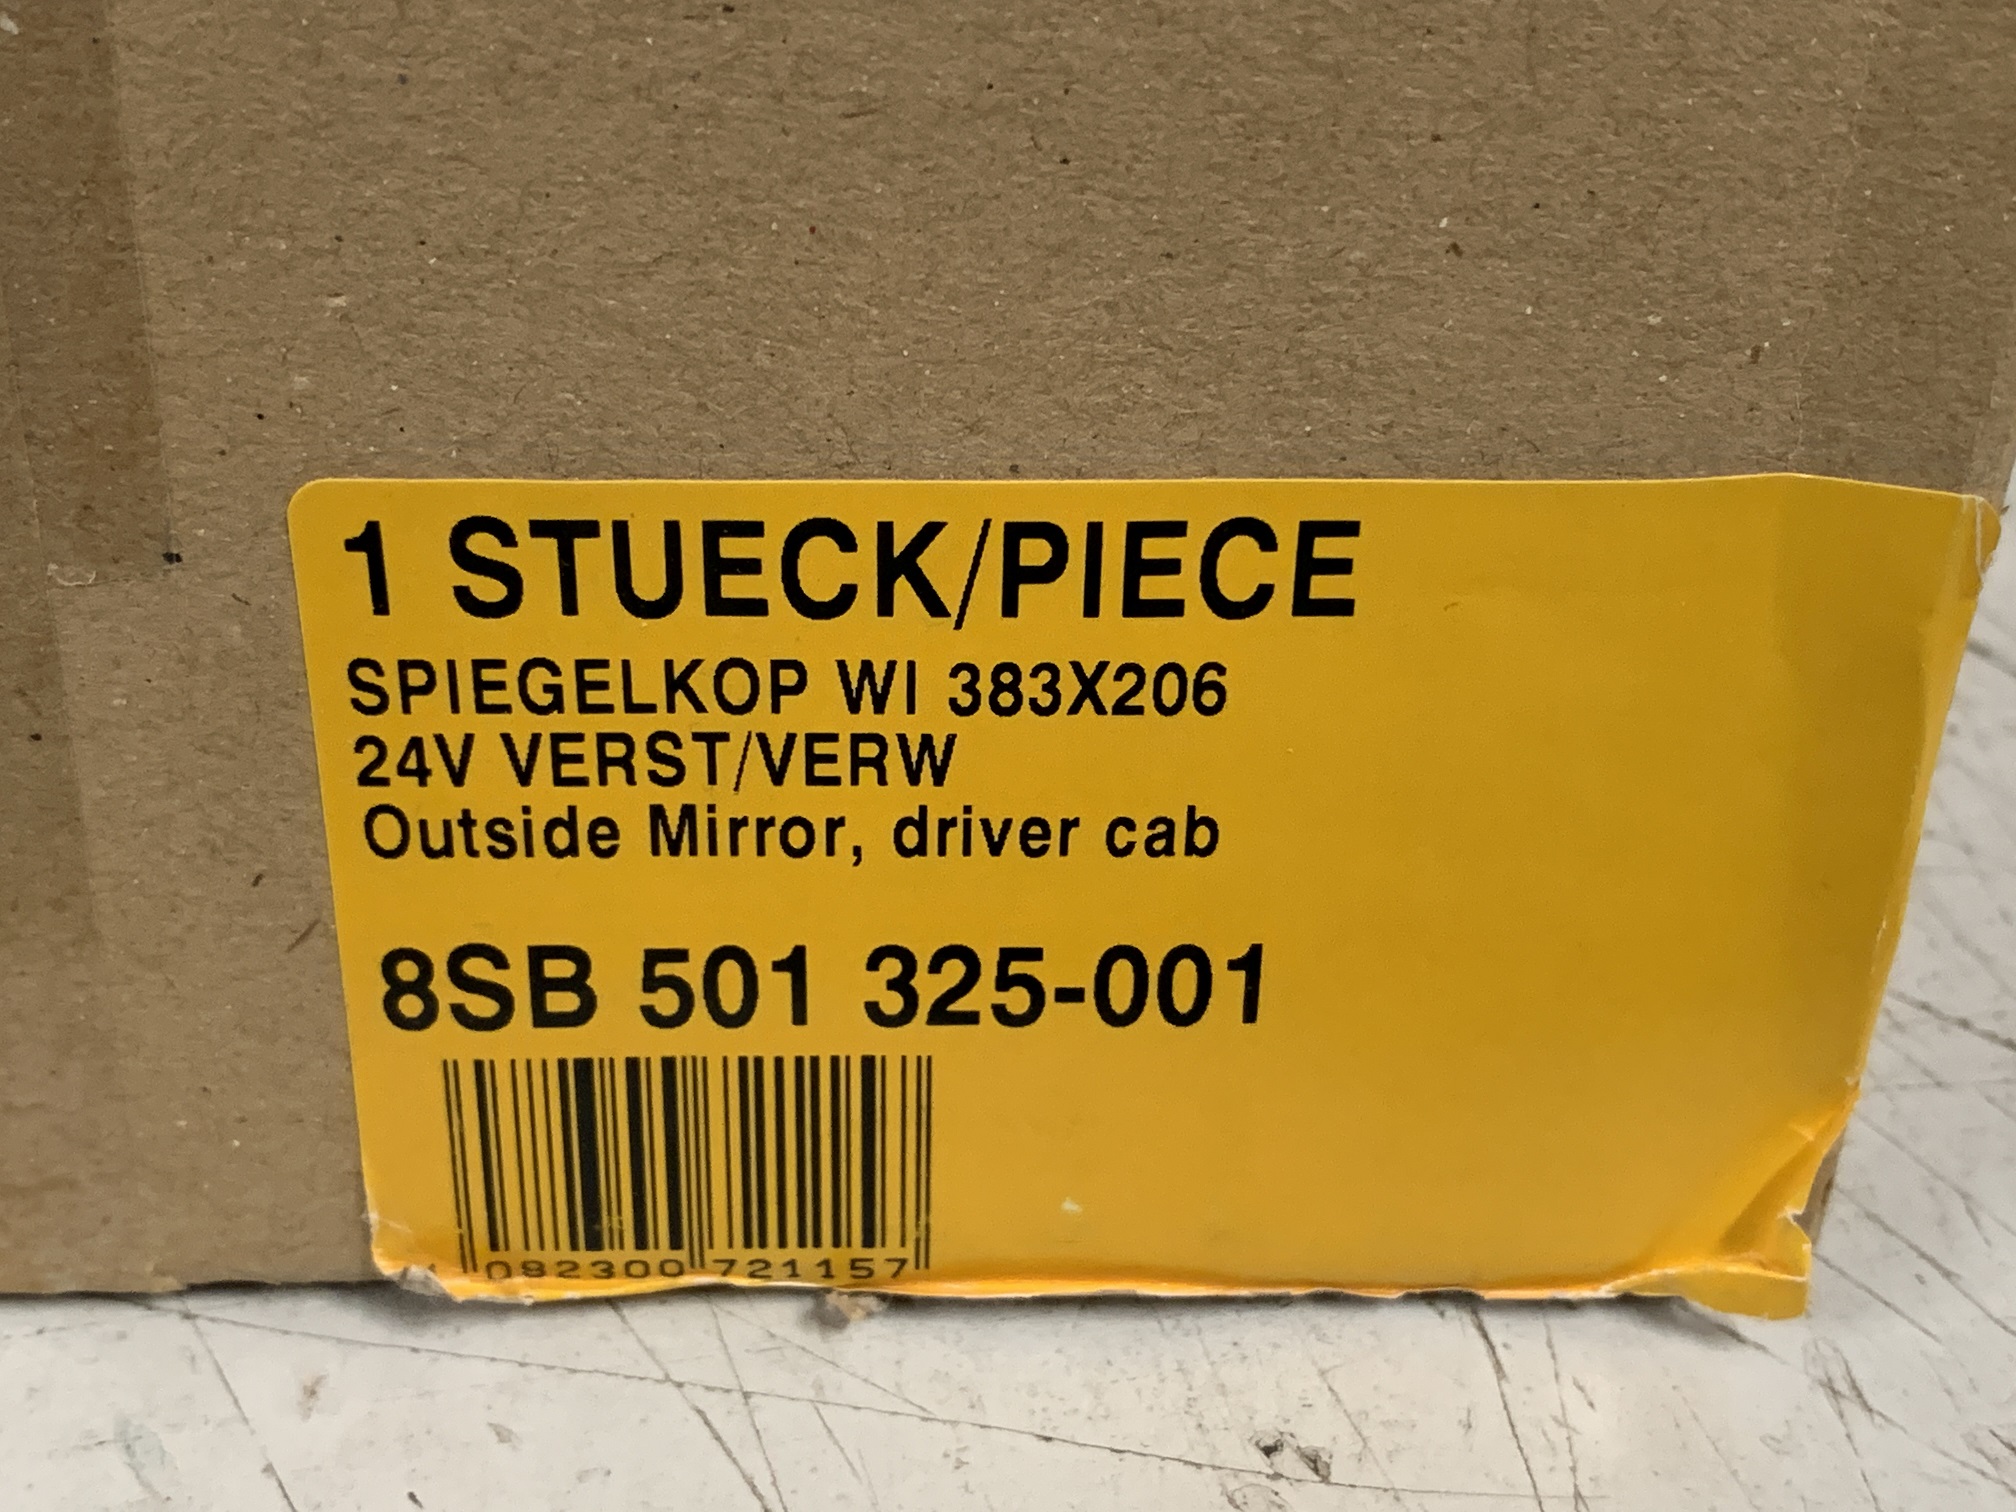 1 STUECK/PIECE
SPIEGELKOP WI 383X206
24V VERST/VERW
Outside Mirror, driver cab
8SB 501 325-001
082300 721157